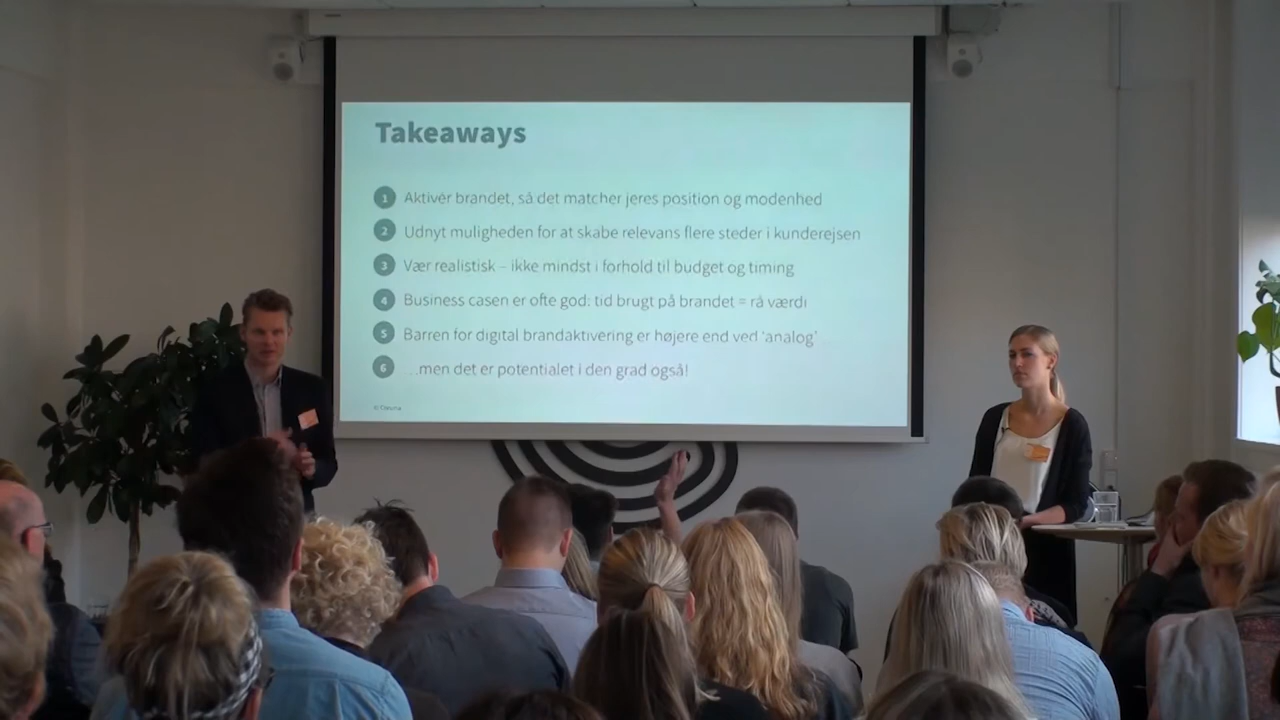 Takeaways
1 Aktivér brandet, så det matcher jeres position og modenhed
2 Udnyt muligheden for at skabe relevans flere steder i kunderejsen
3 Vær realistisk – ikke mindst i forhold til budget og timing
4 Business casen er ofte god: tid brugt på brandet = rå værdi
5 Barren for digital brandaktivering er højere end ved 'analog'
6 ...men det er potentialet i den grad også!